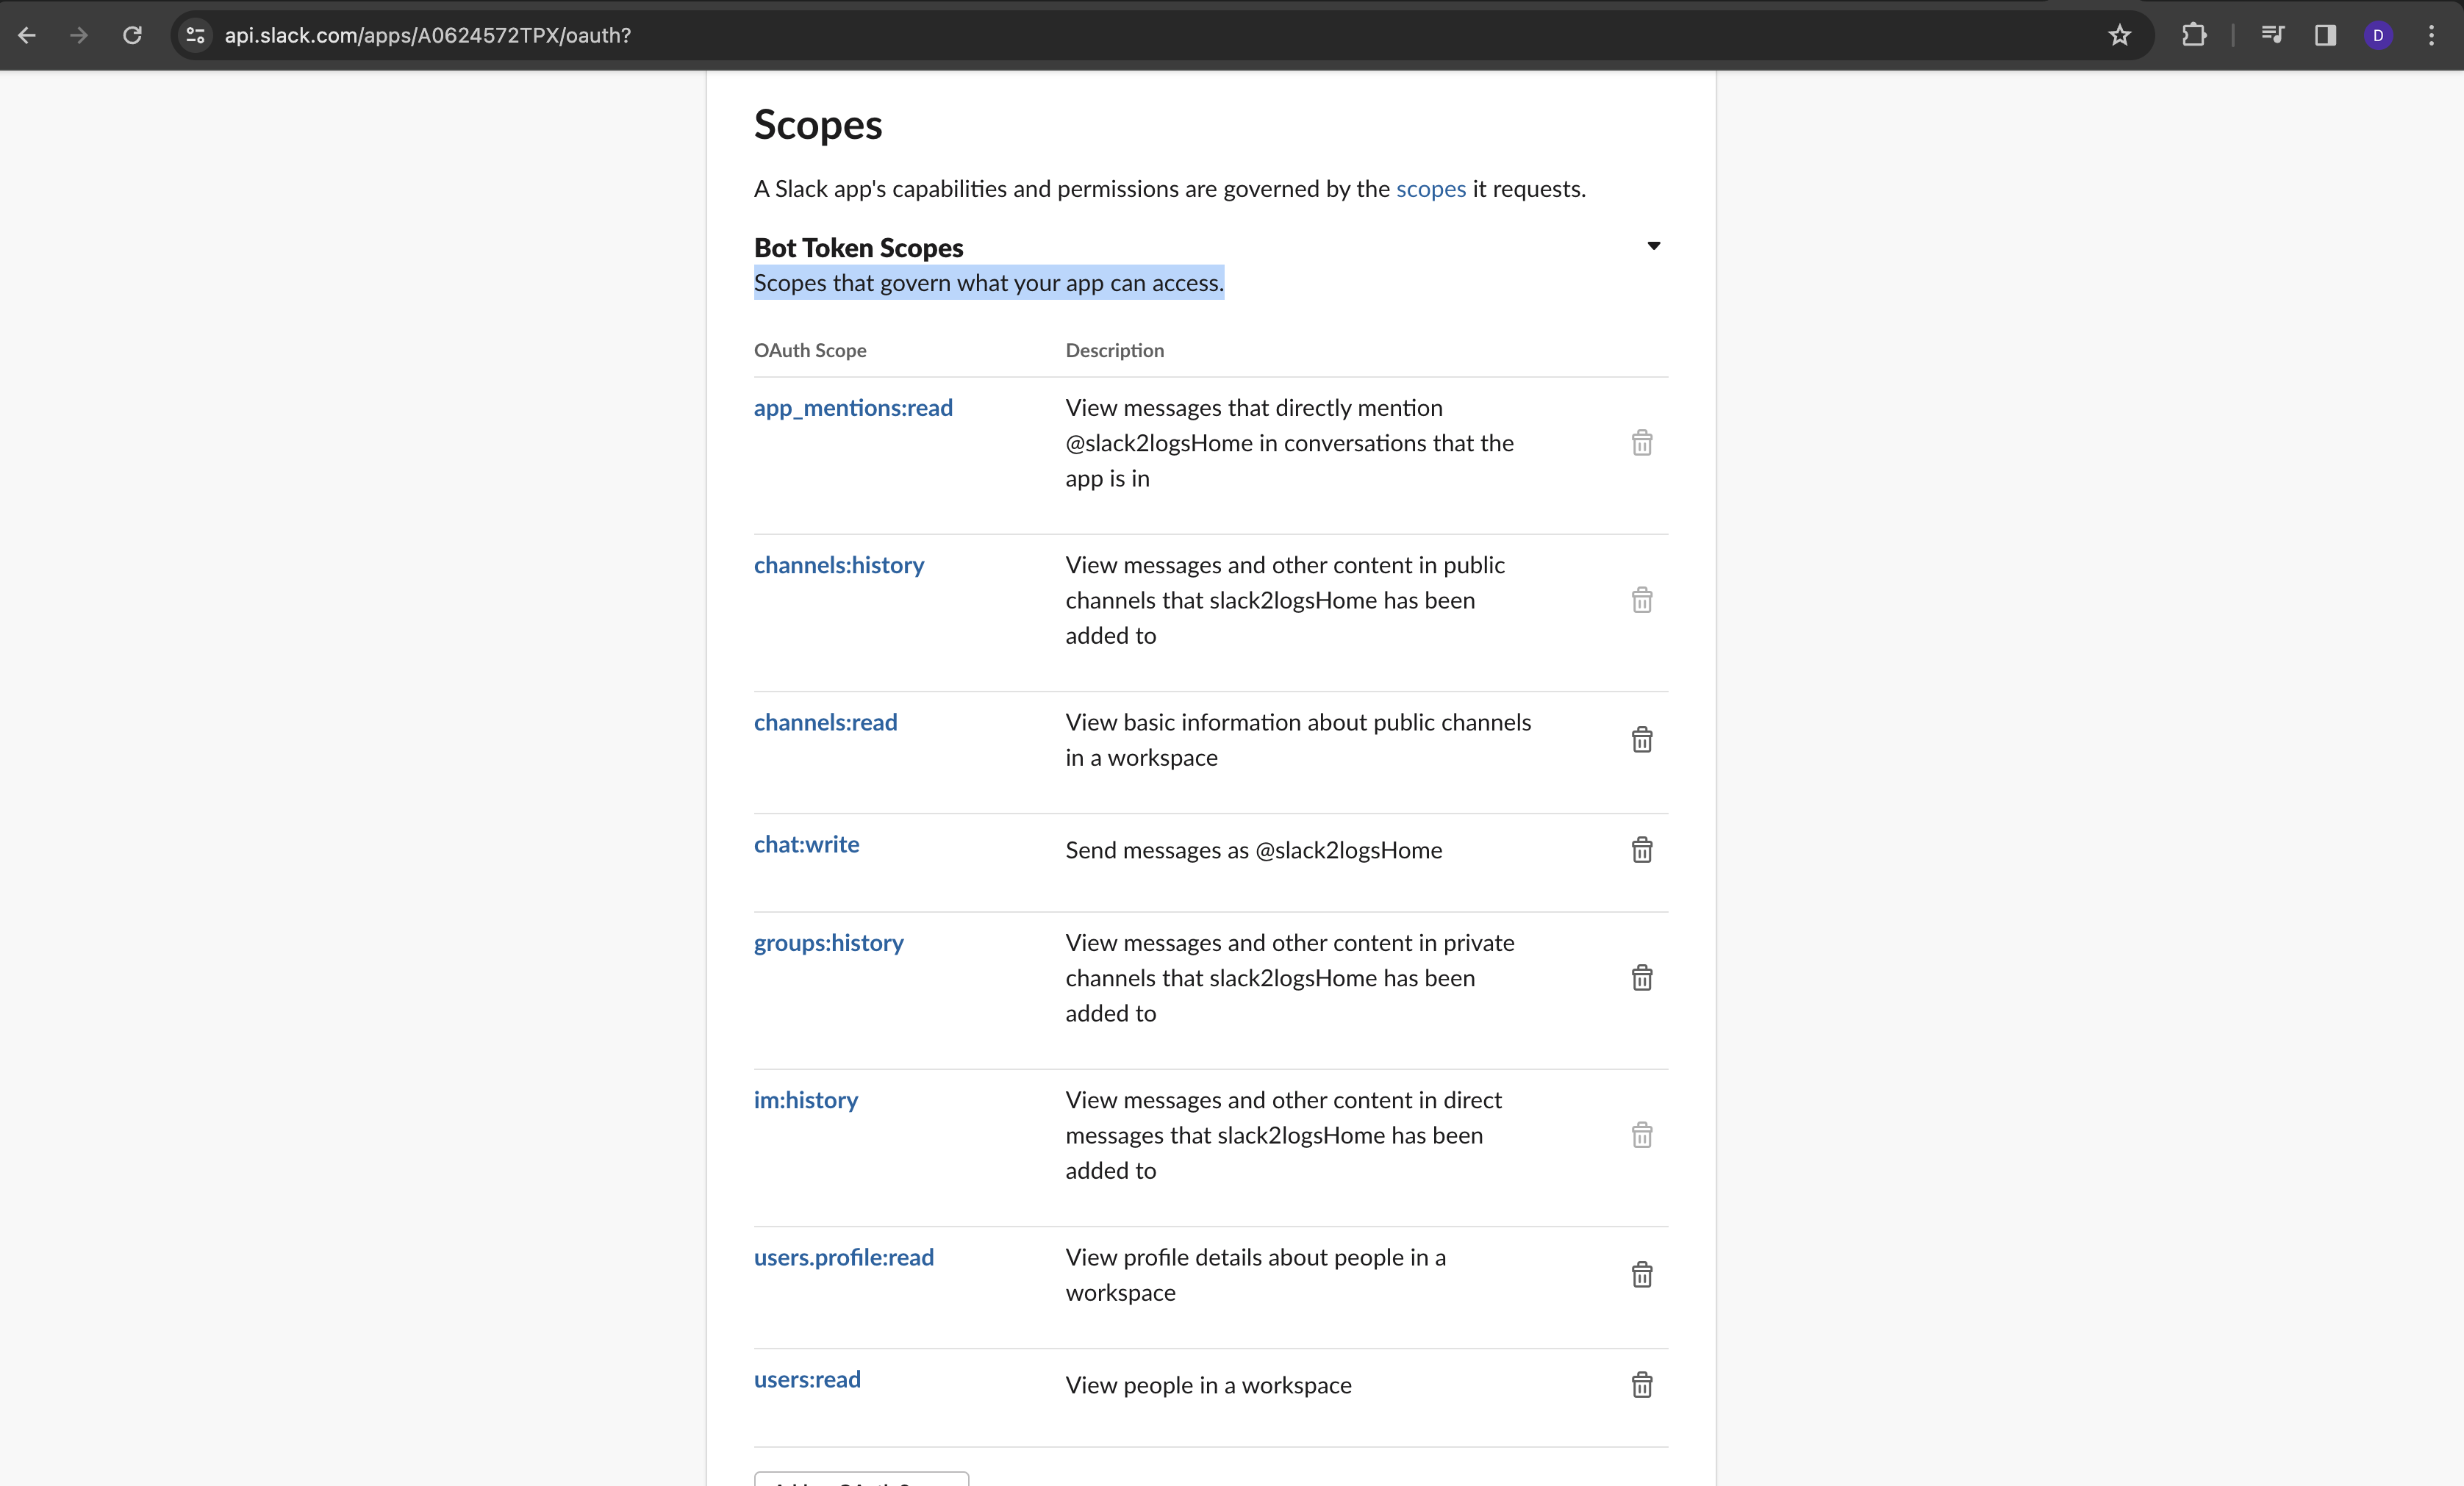 api.slack.com/apps/A0624572TPX/oauth?
D
Scopes
A Slack app's capabilities and permissions are governed by the scopes it requests.
Bot Token Scopes
Scopes that govern what your app can access.
OAuth Scope Description
app_mentions:read View messages that directly mention
@slack2logsHome in conversations that the
app is in
channels:history View messages and other content in public
channels that slack2logsHome has been
added to
channels:read View basic information about public channels
in a workspace
chat:write Send messages as @slack2logsHome
groups:history View messages and other content in private
channels that slack2logsHome has been
added to
im:history View messages and other content in direct
messages that slack2logsHome has been
added to
users.profile:read View profile details about people in a
workspace
users:read View people in a workspace